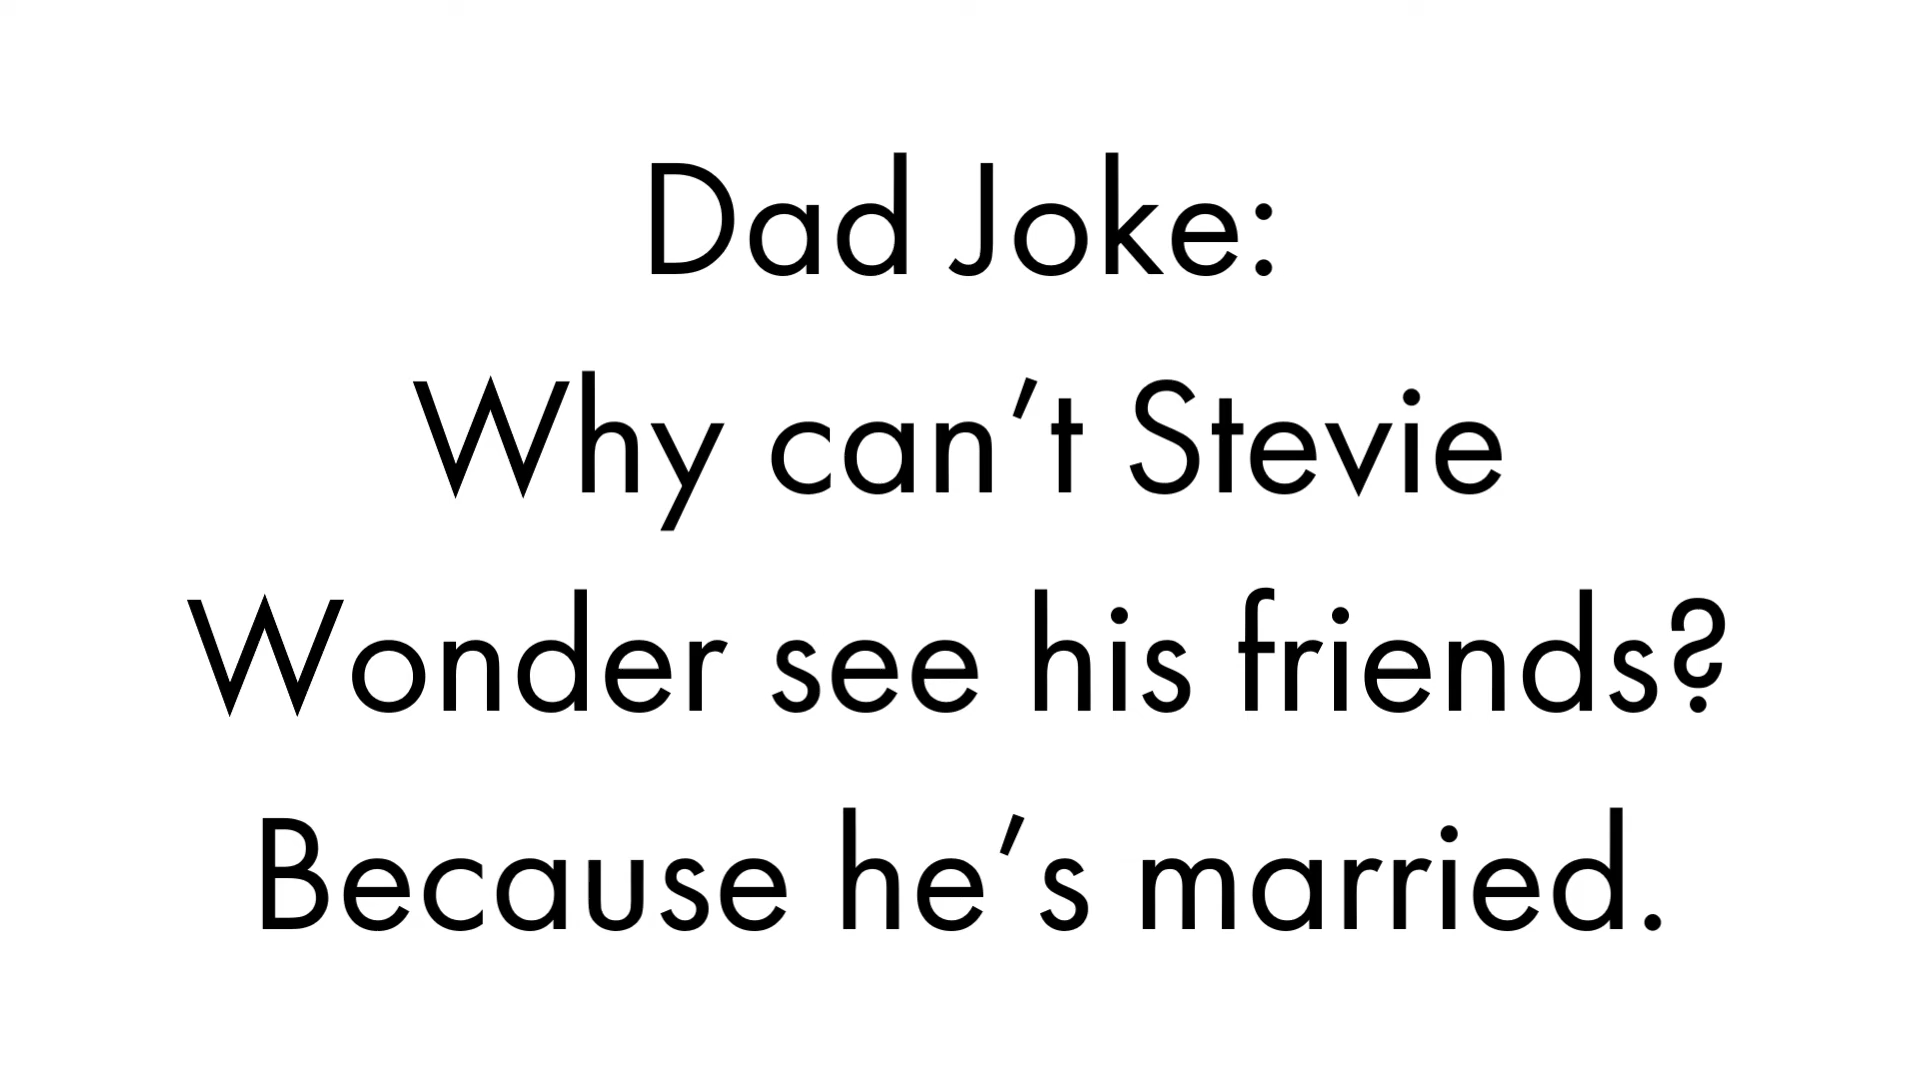 Dad Joke:
Why can’t Stevie
Wonder see his friends?
Because he’s married.